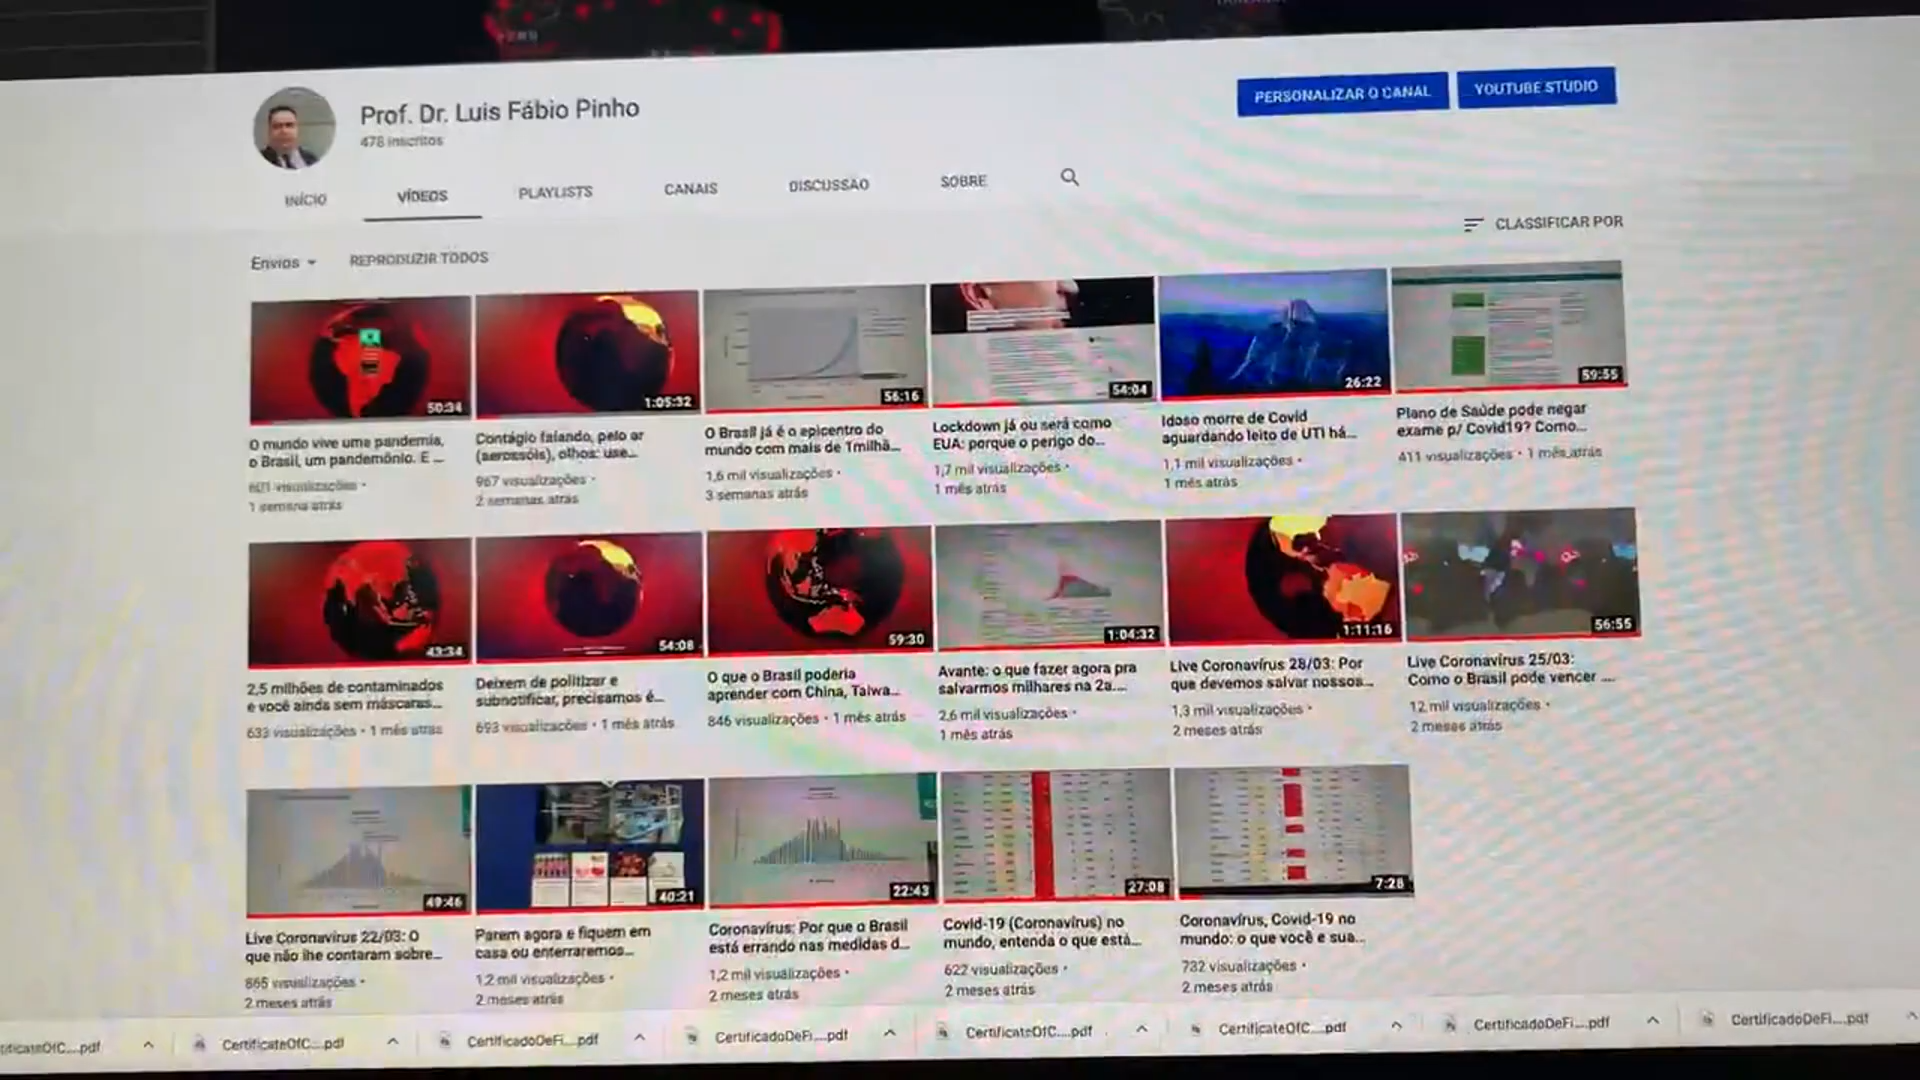 Prof. Dr. Luis Fábio Pinho
478 inscritos
PERSONALIZAR O CANAL
YOUTUBE STUDIO
INÍCIO
VÍDEOS
PLAYLISTS
CANAIS
DISCUSSÃO
SOBRE
CLASSIFICAR POR
Envios
REPRODUZIR TODOS
50:34
1:05:32
56:16
54:04
26:22
59:55
O mundo vive uma pandemia,
o Brasil, um pandemônio. E ...
601 visualizações •
1 semana atrás
Contágio falando, pelo ar
(aerossóis), olhos: use...
967 visualizações •
2 semanas atrás
O Brasil já é o epicentro do
mundo com mais de 1milhã...
1,6 mil visualizações •
3 semanas atrás
Lockdown já ou será como
EUA: porque o perigo do...
1,7 mil visualizações •
1 mês atrás
Idoso morre de Covid
aguardando leito de UTI há...
1,1 mil visualizações •
1 mês atrás
Plano de Saúde pode negar
exame p/ Covid19? Como...
411 visualizações • 1 mês atrás
43:34
54:08
59:30
1:04:32
1:11:16
56:55
2,5 milhões de contaminados
e você ainda sem máscaras...
633 visualizações • 1 mês atrás
Deixem de politizar e
subnotificar, precisamos é...
693 visualizações • 1 mês atrás
O que o Brasil poderia
aprender com China, Taiwa...
846 visualizações • 1 mês atrás
Avante: o que fazer agora pra
salvarmos milhares na 2a....
2,6 mil visualizações •
1 mês atrás
Live Coronavírus 28/03: Por
que devemos salvar nossos...
1,3 mil visualizações •
2 meses atrás
Live Coronavírus 25/03:
Como o Brasil pode vencer ...
12 mil visualizações •
2 meses atrás
49:46
40:21
22:43
27:08
7:28
Live Coronavírus 22/03: O
que não lhe contaram sobre...
865 visualizações •
2 meses atrás
Parem agora e fiquem em
casa ou enterraremos...
1,2 mil visualizações •
2 meses atrás
Coronavírus: Por que o Brasil
está errando nas medidas d...
1,2 mil visualizações •
2 meses atrás
Covid-19 (Coronavírus) no
mundo, entenda o que está...
622 visualizações •
2 meses atrás
Coronavírus, Covid-19 no
mundo: o que você e sua...
732 visualizações •
2 meses atrás
tificateOfC....pdf
CertificateOfC....pdf
CertificadoDeFi....pdf
CertificadoDeFi....pdf
CertificateOfC....pdf
CertificateOfC....pdf
CertificadoDeFi....pdf
CertificadoDeFi....pdf